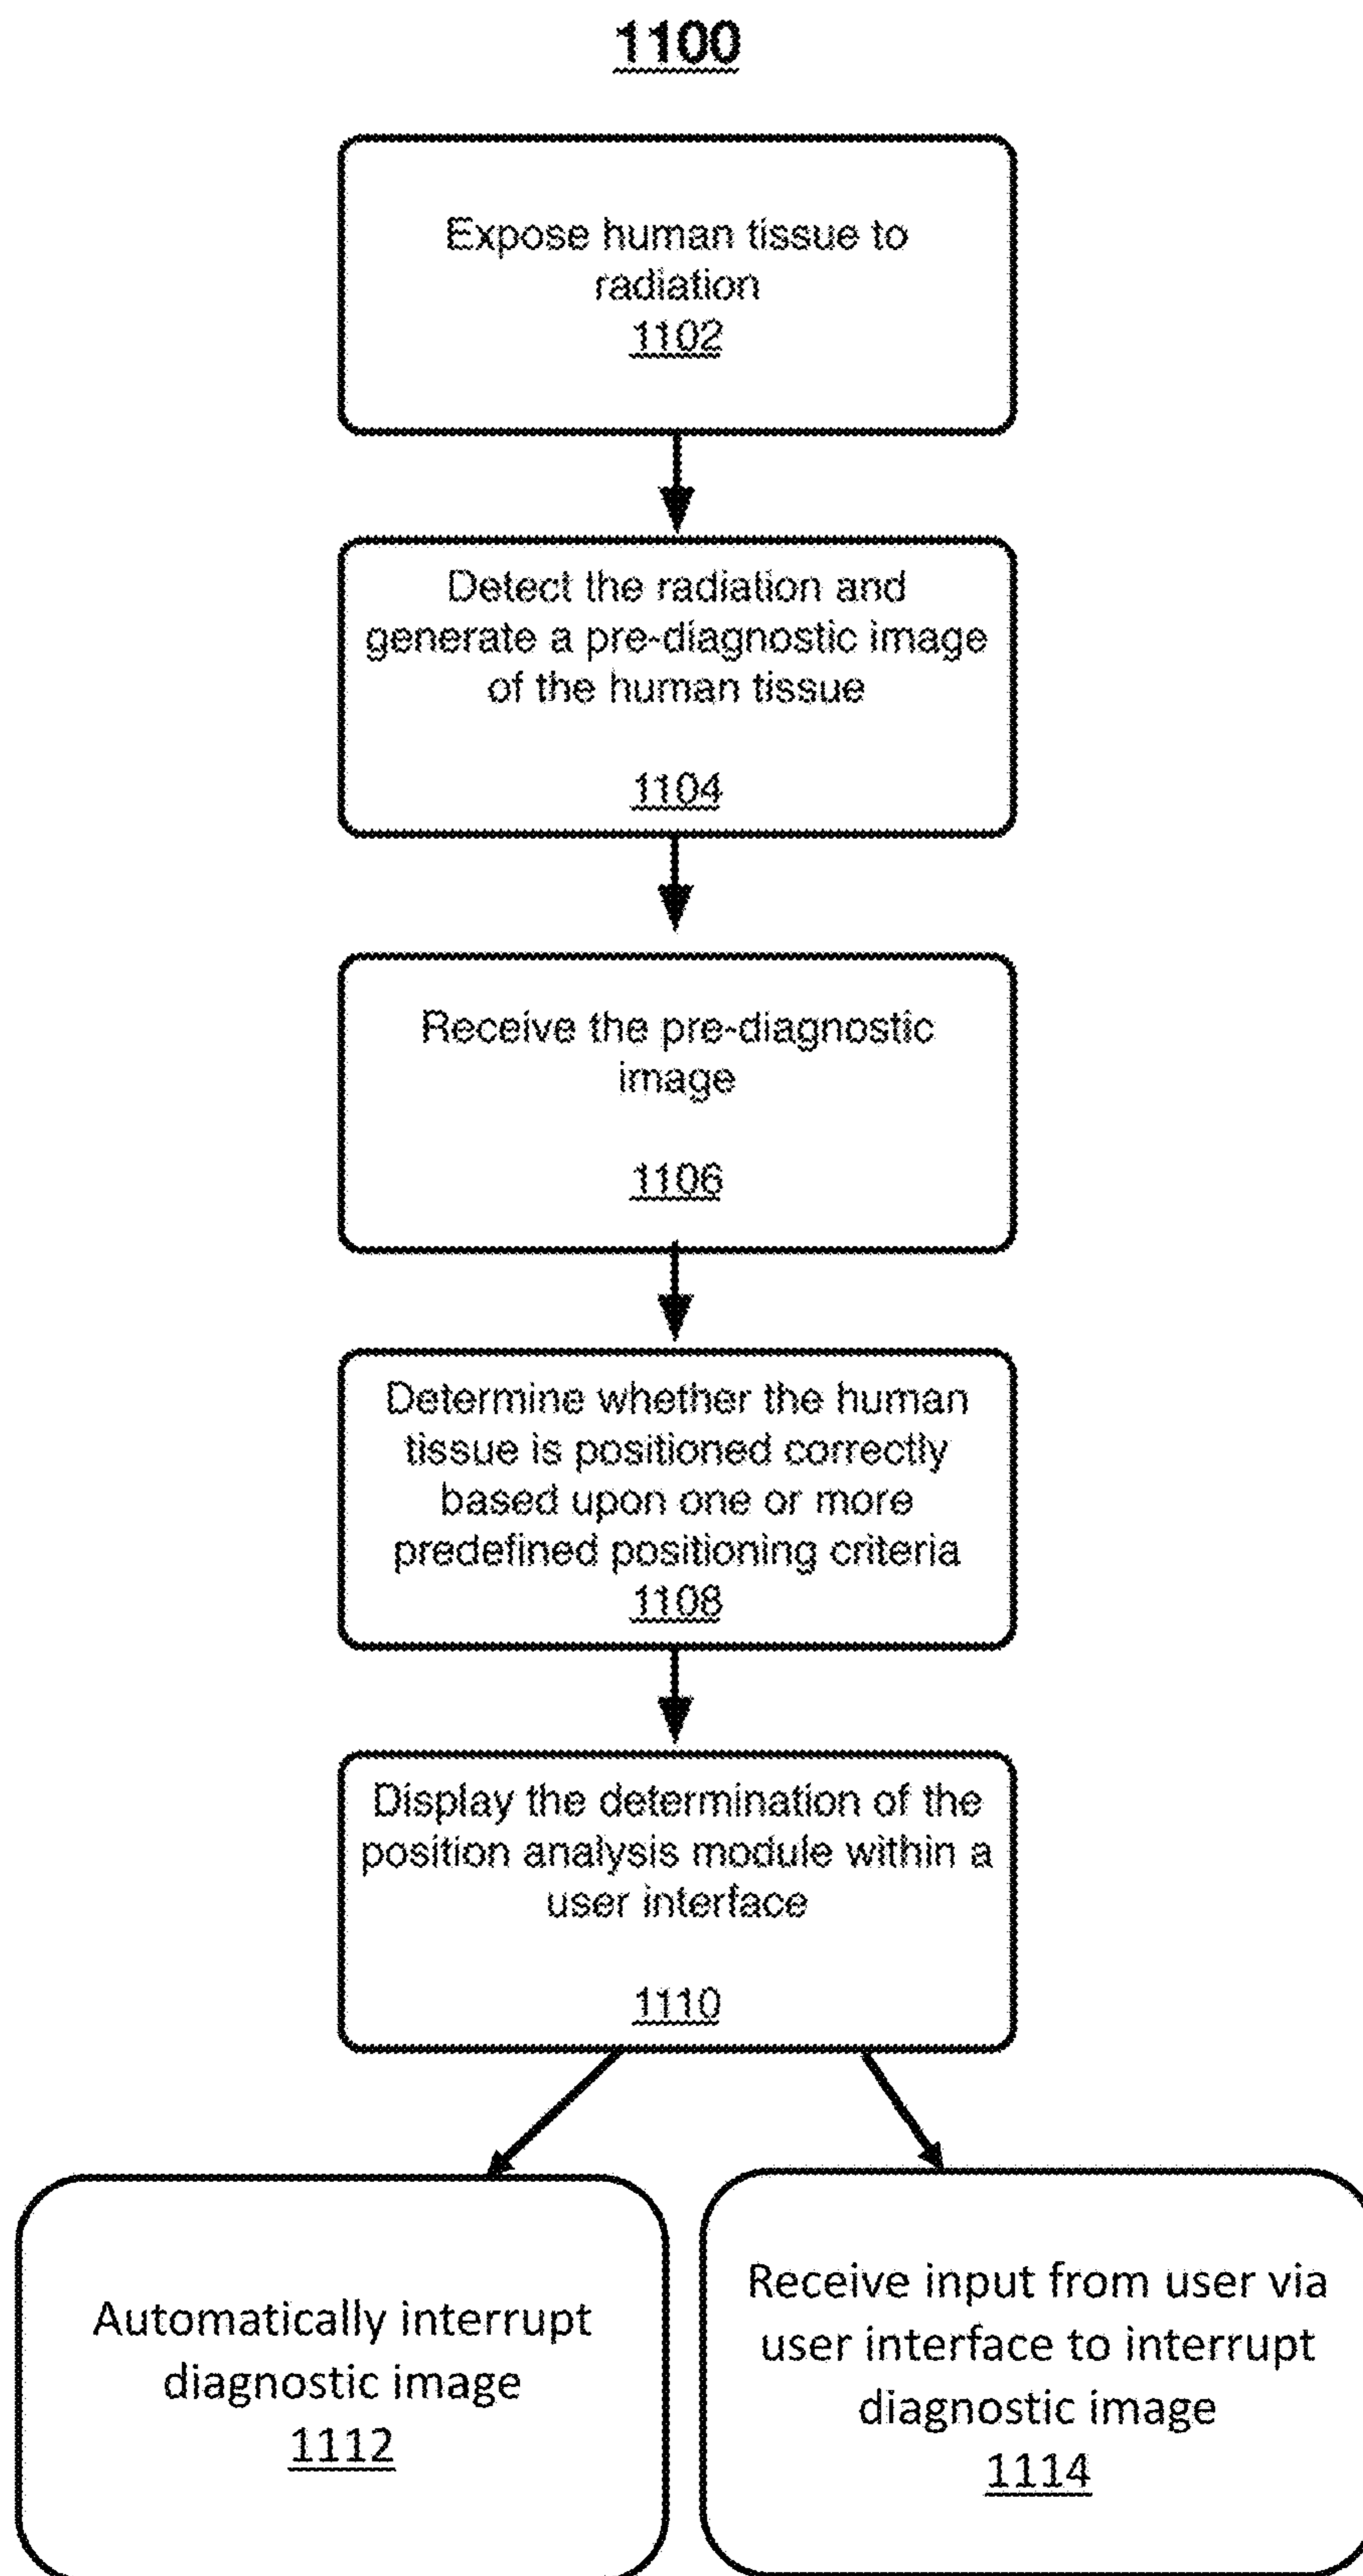 1100
Expose human tissue to
radiation
1102
Detect the radiation and
generate a pre-diagnostic image
of the human tissue
1104
Receive the pre-diagnostic
image
1106
Determine whether the human
tissue is positioned correctly
based upon one or more
predefined positioning criteria
1108
Display the determination of the
position analysis module within a
user interface
1110
Automatically interrupt
diagnostic image
1112
Receive input from user via
user interface to interrupt
diagnostic image
1114